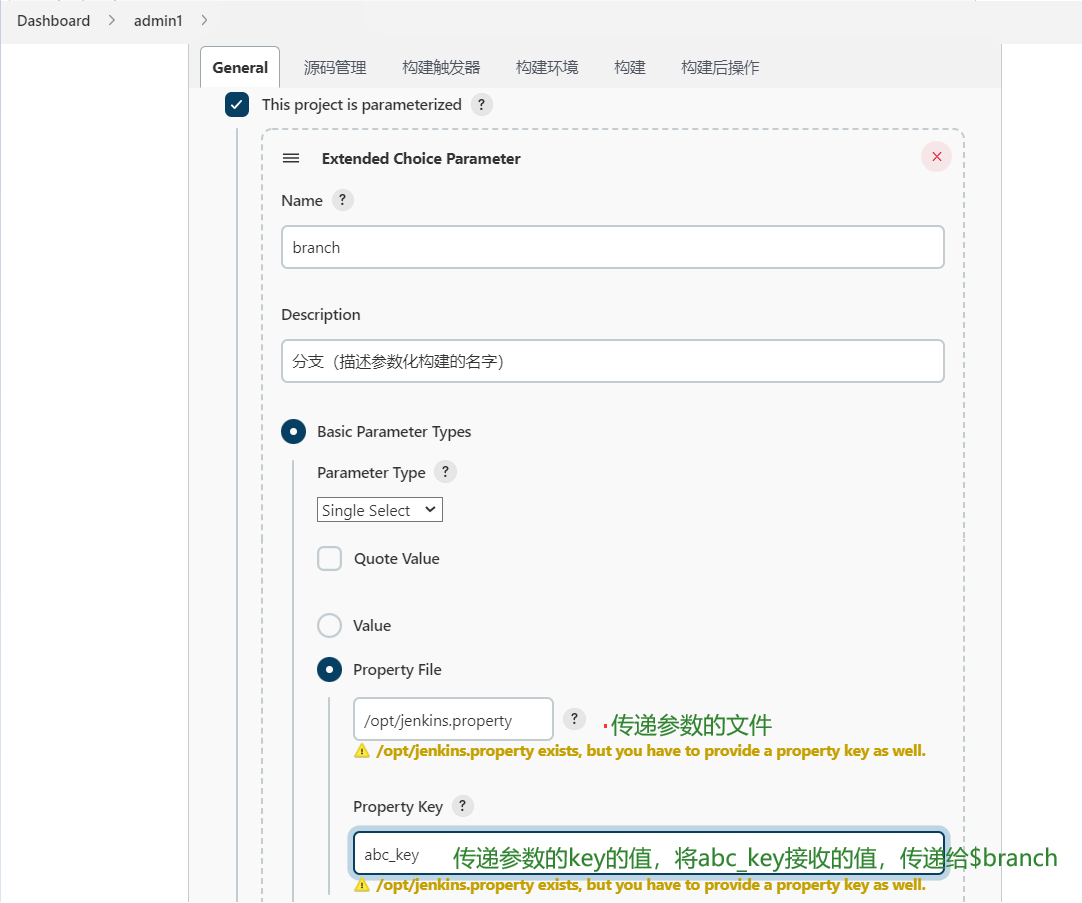 Dashboard > admin1 >
General 源码管理 构建触发器 构建环境 构建 构建后操作
This project is parameterized ?
Extended Choice Parameter
Name ?
branch
Description
分支（描述参数化构建的名字）
Basic Parameter Types
Parameter Type ?
Single Select
Quote Value
Value
Property File
/opt/jenkins.property ? 传递参数的文件
/opt/jenkins.property exists, but you have to provide a property key as well.
Property Key ?
abc_key 传递参数的key的值，将abc_key接收的值，传递给$branch
/opt/jenkins.property exists, but you have to provide a property key as well.